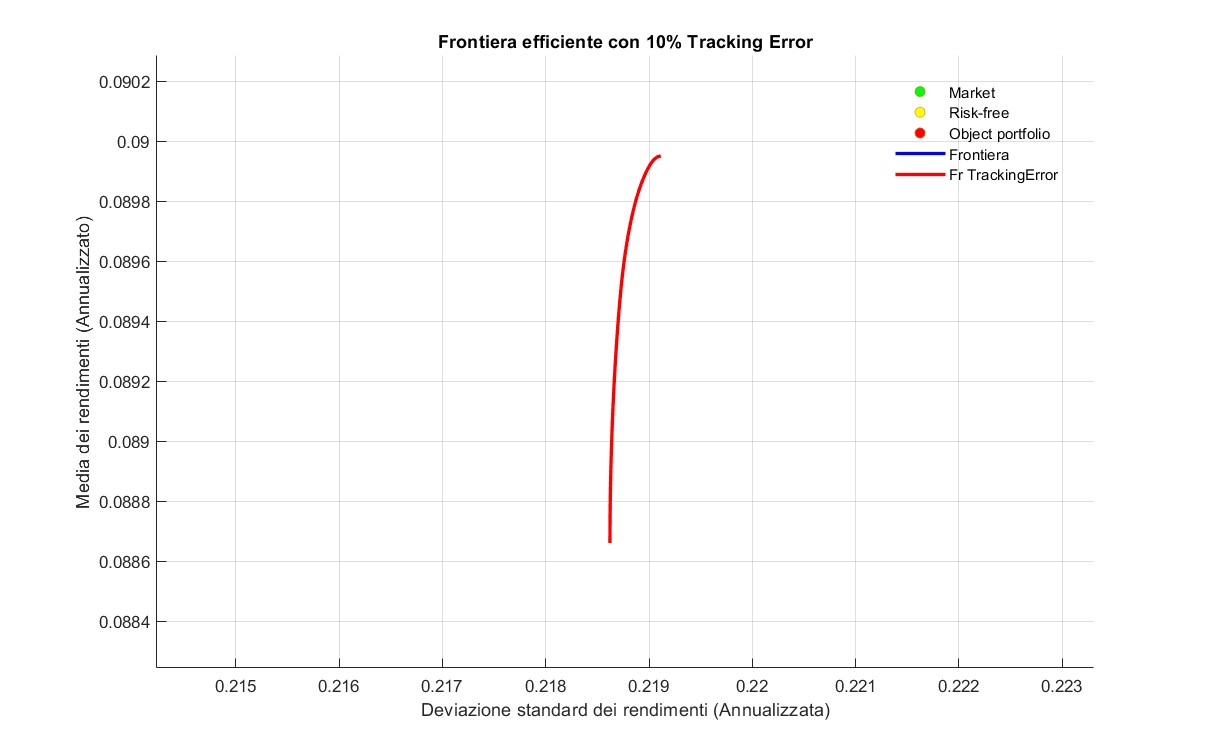 Frontiera efficiente con 10% Tracking Error
Market
Risk-free
Object portfolio
Frontiera
Fr TrackingError
Media dei rendimenti (Annualizzato)
0.0902
0.09
0.0898
0.0896
0.0894
0.0892
0.089
0.0888
0.0886
0.0884
0.215 0.216 0.217 0.218 0.219 0.22 0.221 0.222 0.223
Deviazione standard dei rendimenti (Annualizzata)